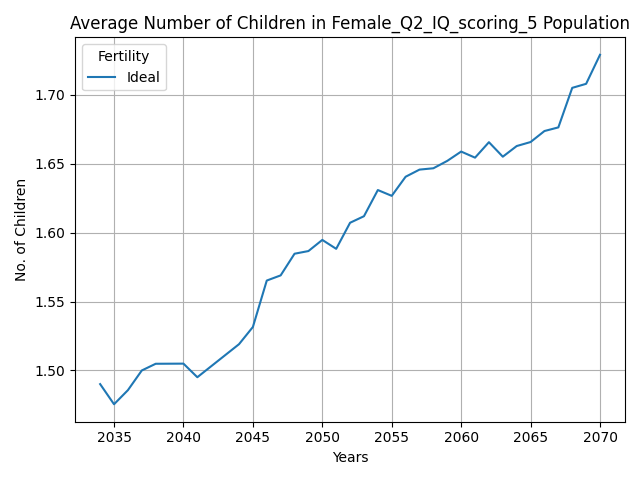 Average Number of Children in Female_Q2_IQ_scoring_5 Population
Fertility
Ideal
No. of Children
1.70
1.65
1.60
1.55
1.50
2035 2040 2045 2050 2055 2060 2065 2070
Years